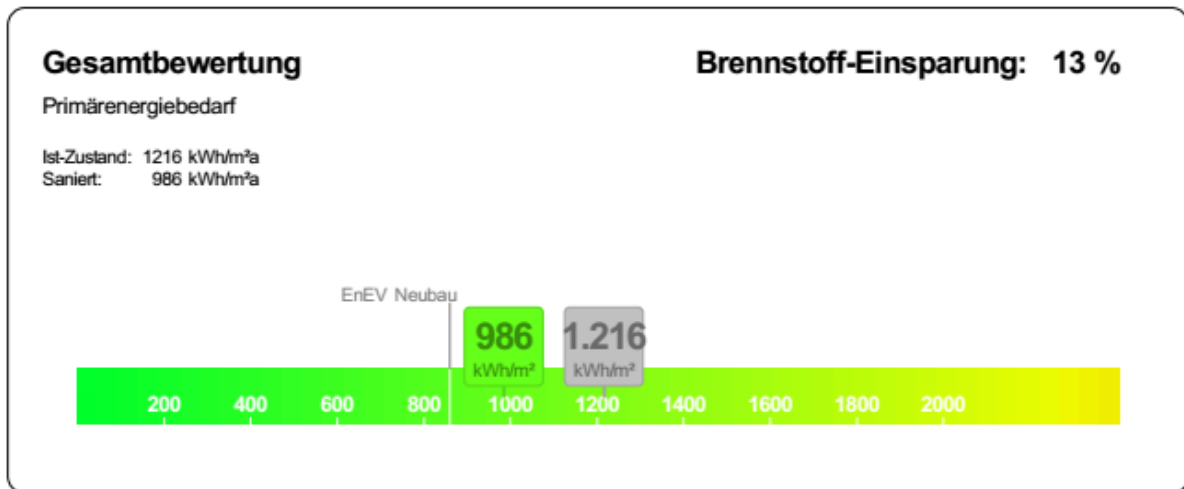 Gesamtbewertung
Brennstoff-Einsparung: 13 %
Primärenergiebedarf
Ist-Zustand: 1216 kWh/m²a
Saniert: 986 kWh/m²a
EnEV Neubau
986
kWh/m²
1.216
kWh/m²
200 400 600 800 1000 1200 1400 1600 1800 2000